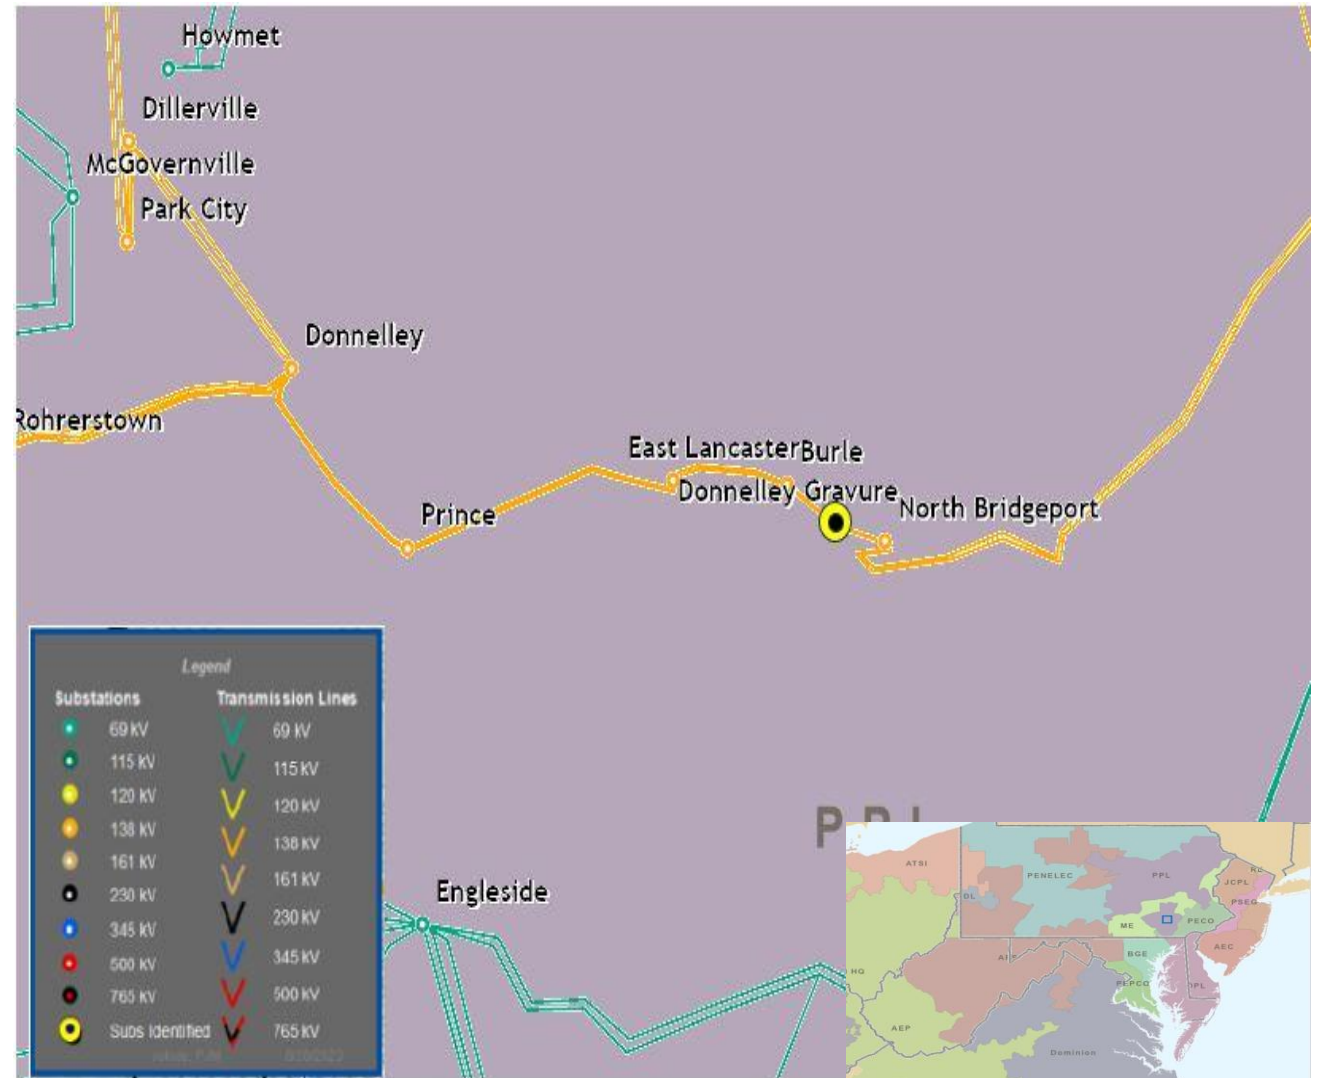 Howmet
Dillerville
McGovernville
Park City
Donnelley
Rohrerstown
East Lancaster
Burle
Donnelley Gravure
North Bridgeport
Prince
Legend
Substations
Transmission Lines
69 kV
69 kV
115 kV
115 kV
120 kV
120 kV
138 kV
138 kV
161 kV
161 kV
230 kV
230 kV
345 kV
345 kV
500 kV
500 kV
765 kV
765 kV
Subs Identified
Engleside
ATSI
PENELEC
PPL
RE
JCPL
PSEG
DL
ME
PECO
AEC
BGE
PEPCO
DPL
AEP
Dominion